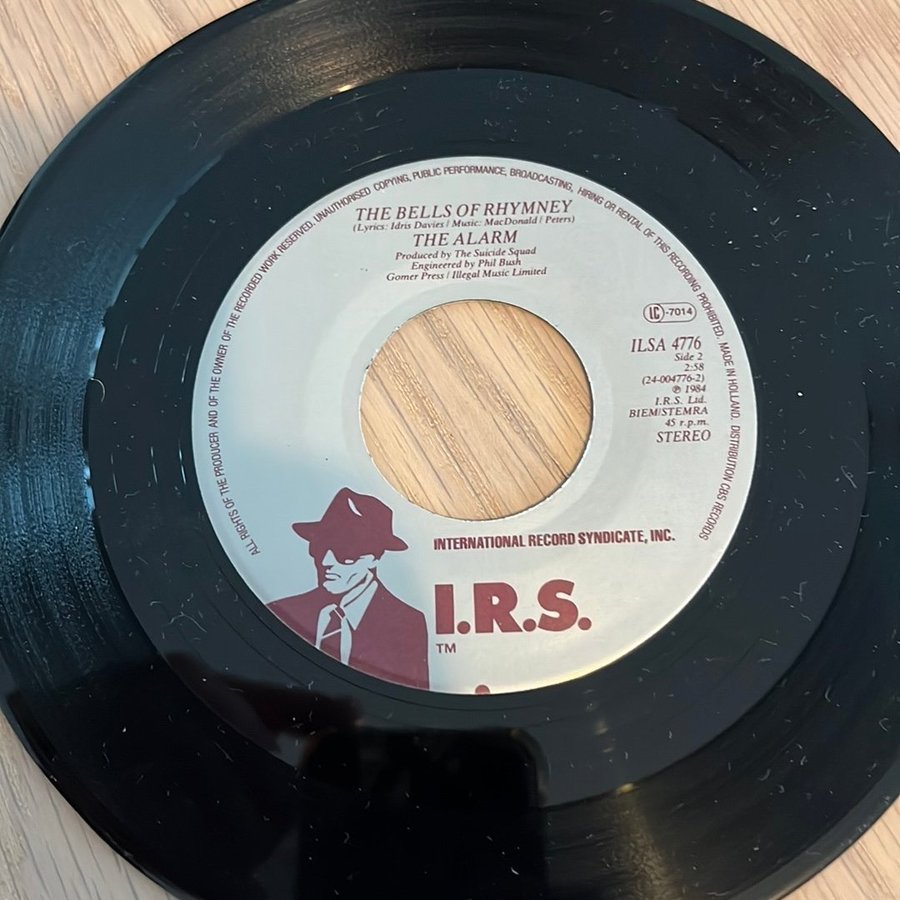 ALL RIGHTS OF THE PRODUCER AND OF THE OWNER OF THE RECORDED WORK RESERVED. UNAUTHORISED COPYING, PUBLIC PERFORMANCE, BROADCASTING, HIRING OR RENTAL OF THIS RECORDING PROHIBITED. MADE IN HOLLAND. DISTRIBUTION CBS RECORDS
THE BELLS OF RHYMNEY
(Lyrics: Idris Davies / Music: MacDonald / Peters)
THE ALARM
Produced by The Suicide Squad
Engineered by Phil Bush
Gomer Press / Illegal Music Limited
LC-7014
ILSA 4776
Side 2
2:58
(24-004776-2)
℗ 1984
I.R.S. Ltd.
BIEM/STEMRA
45 r.p.m.
STEREO
INTERNATIONAL RECORD SYNDICATE, INC.
I.R.S.
TM